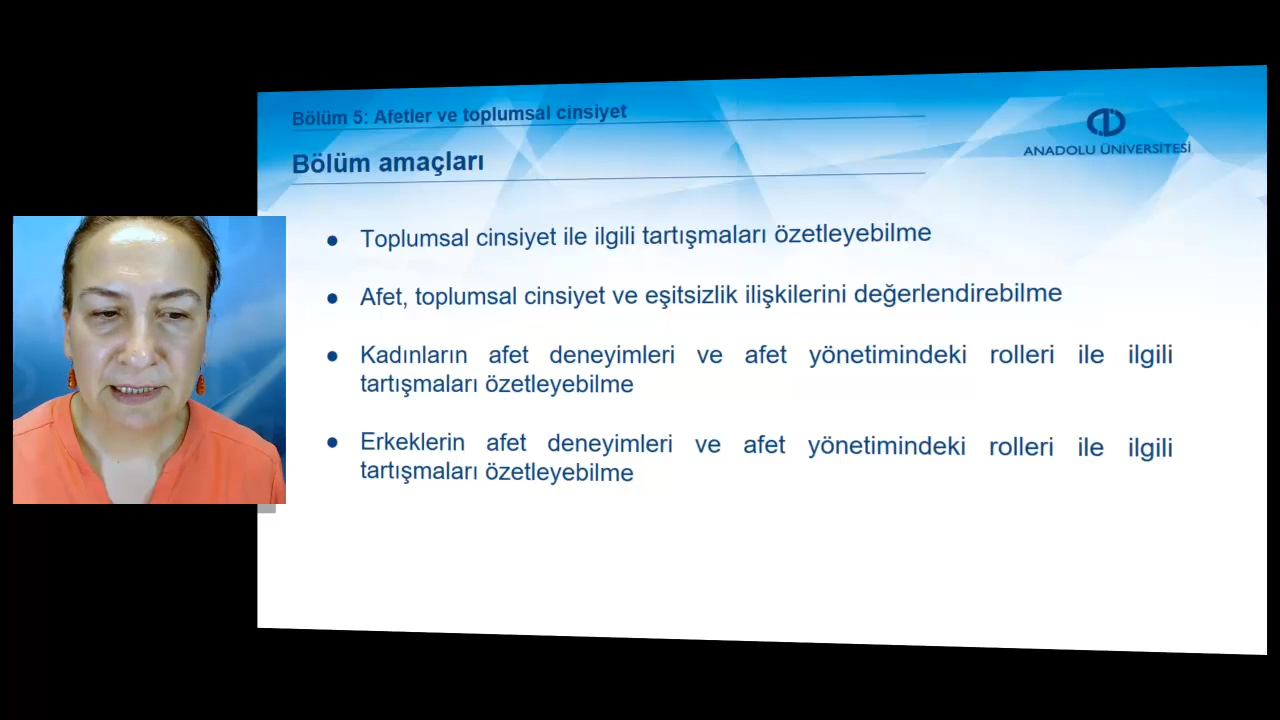 Bölüm 5: Afetler ve toplumsal cinsiyet
Bölüm amaçları
ANADOLU ÜNİVERSİTESİ
● Toplumsal cinsiyet ile ilgili tartışmaları özetleyebilme
● Afet, toplumsal cinsiyet ve eşitsizlik ilişkilerini değerlendirebilme
● Kadınların afet deneyimleri ve afet yönetimindeki rolleri ile ilgili
tartışmaları özetleyebilme
● Erkeklerin afet deneyimleri ve afet yönetimindeki rolleri ile ilgili
tartışmaları özetleyebilme